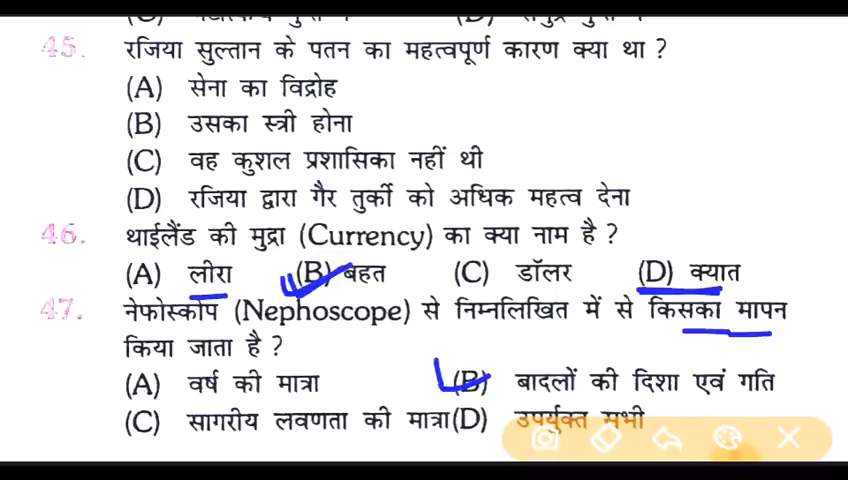 45. रजिया सुल्तान के पतन का महत्वपूर्ण कारण क्या था ?
(A) सेना का विद्रोह
(B) उसका स्त्री होना
(C) वह कुशल प्रशासिका नहीं थी
(D) रजिया द्वारा गैर तुर्की को अधिक महत्व देना
46. थाईलैंड की मुद्रा (Currency) का क्या नाम है ?
(A) लीरा (B) बहत (C) डॉलर (D) क्यात
47. नेफोस्कोप (Nephoscope) से निम्नलिखित में से किसका मापन
किया जाता है ?
(A) वर्ष की मात्रा (B) बादलों की दिशा एवं गति
(C) सागरीय लवणता की मात्रा (D) उपर्युक्त सभी